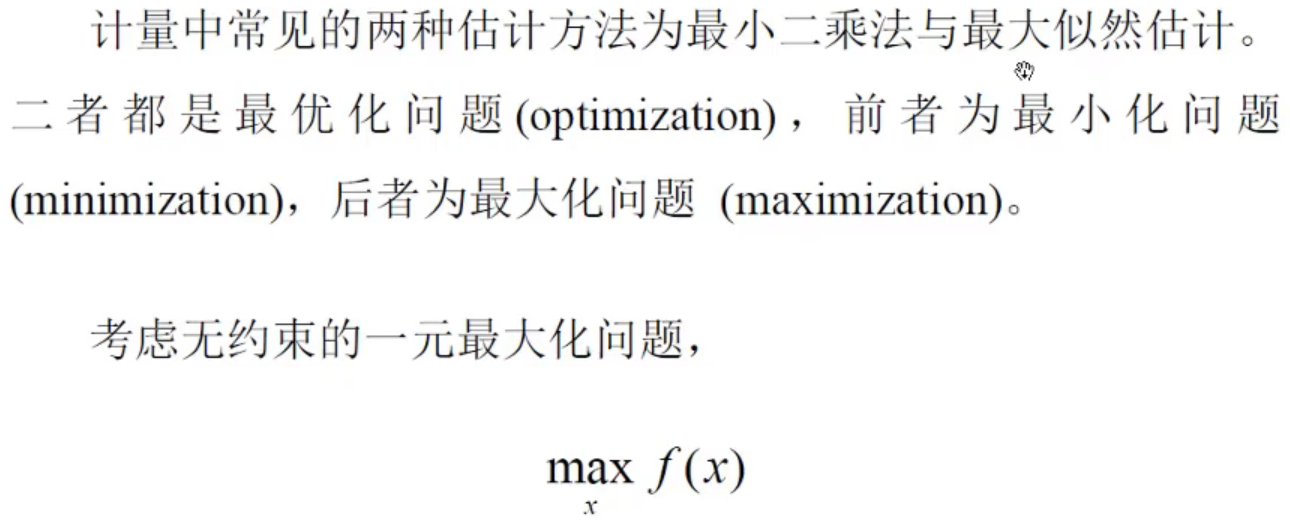 计量中常见的两种估计方法为最小二乘法与最大似然估计。
二者都是最优化问题(optimization)，前者为最小化问题
(minimization)，后者为最大化问题 (maximization)。
考虑无约束的一元最大化问题，
max f(x)
x